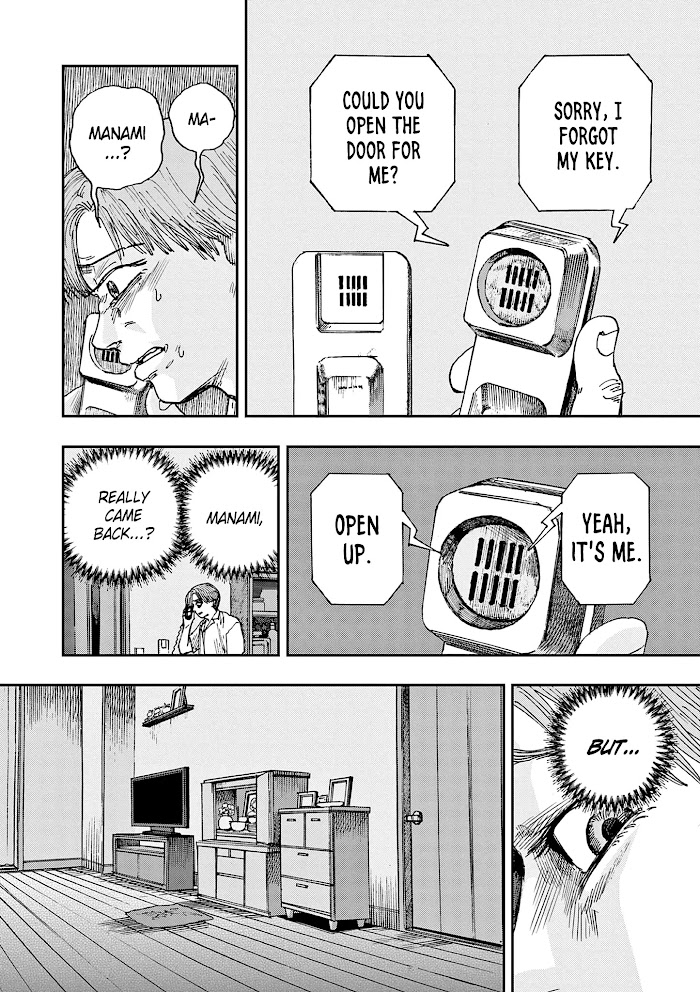 SORRY, I
FORGOT
MY KEY.
COULD YOU
OPEN THE
DOOR FOR
ME?
MA-
MANAMI
...?
YEAH,
IT'S ME.
OPEN
UP.
MANAMI,
REALLY
CAME
BACK...?
BUT...